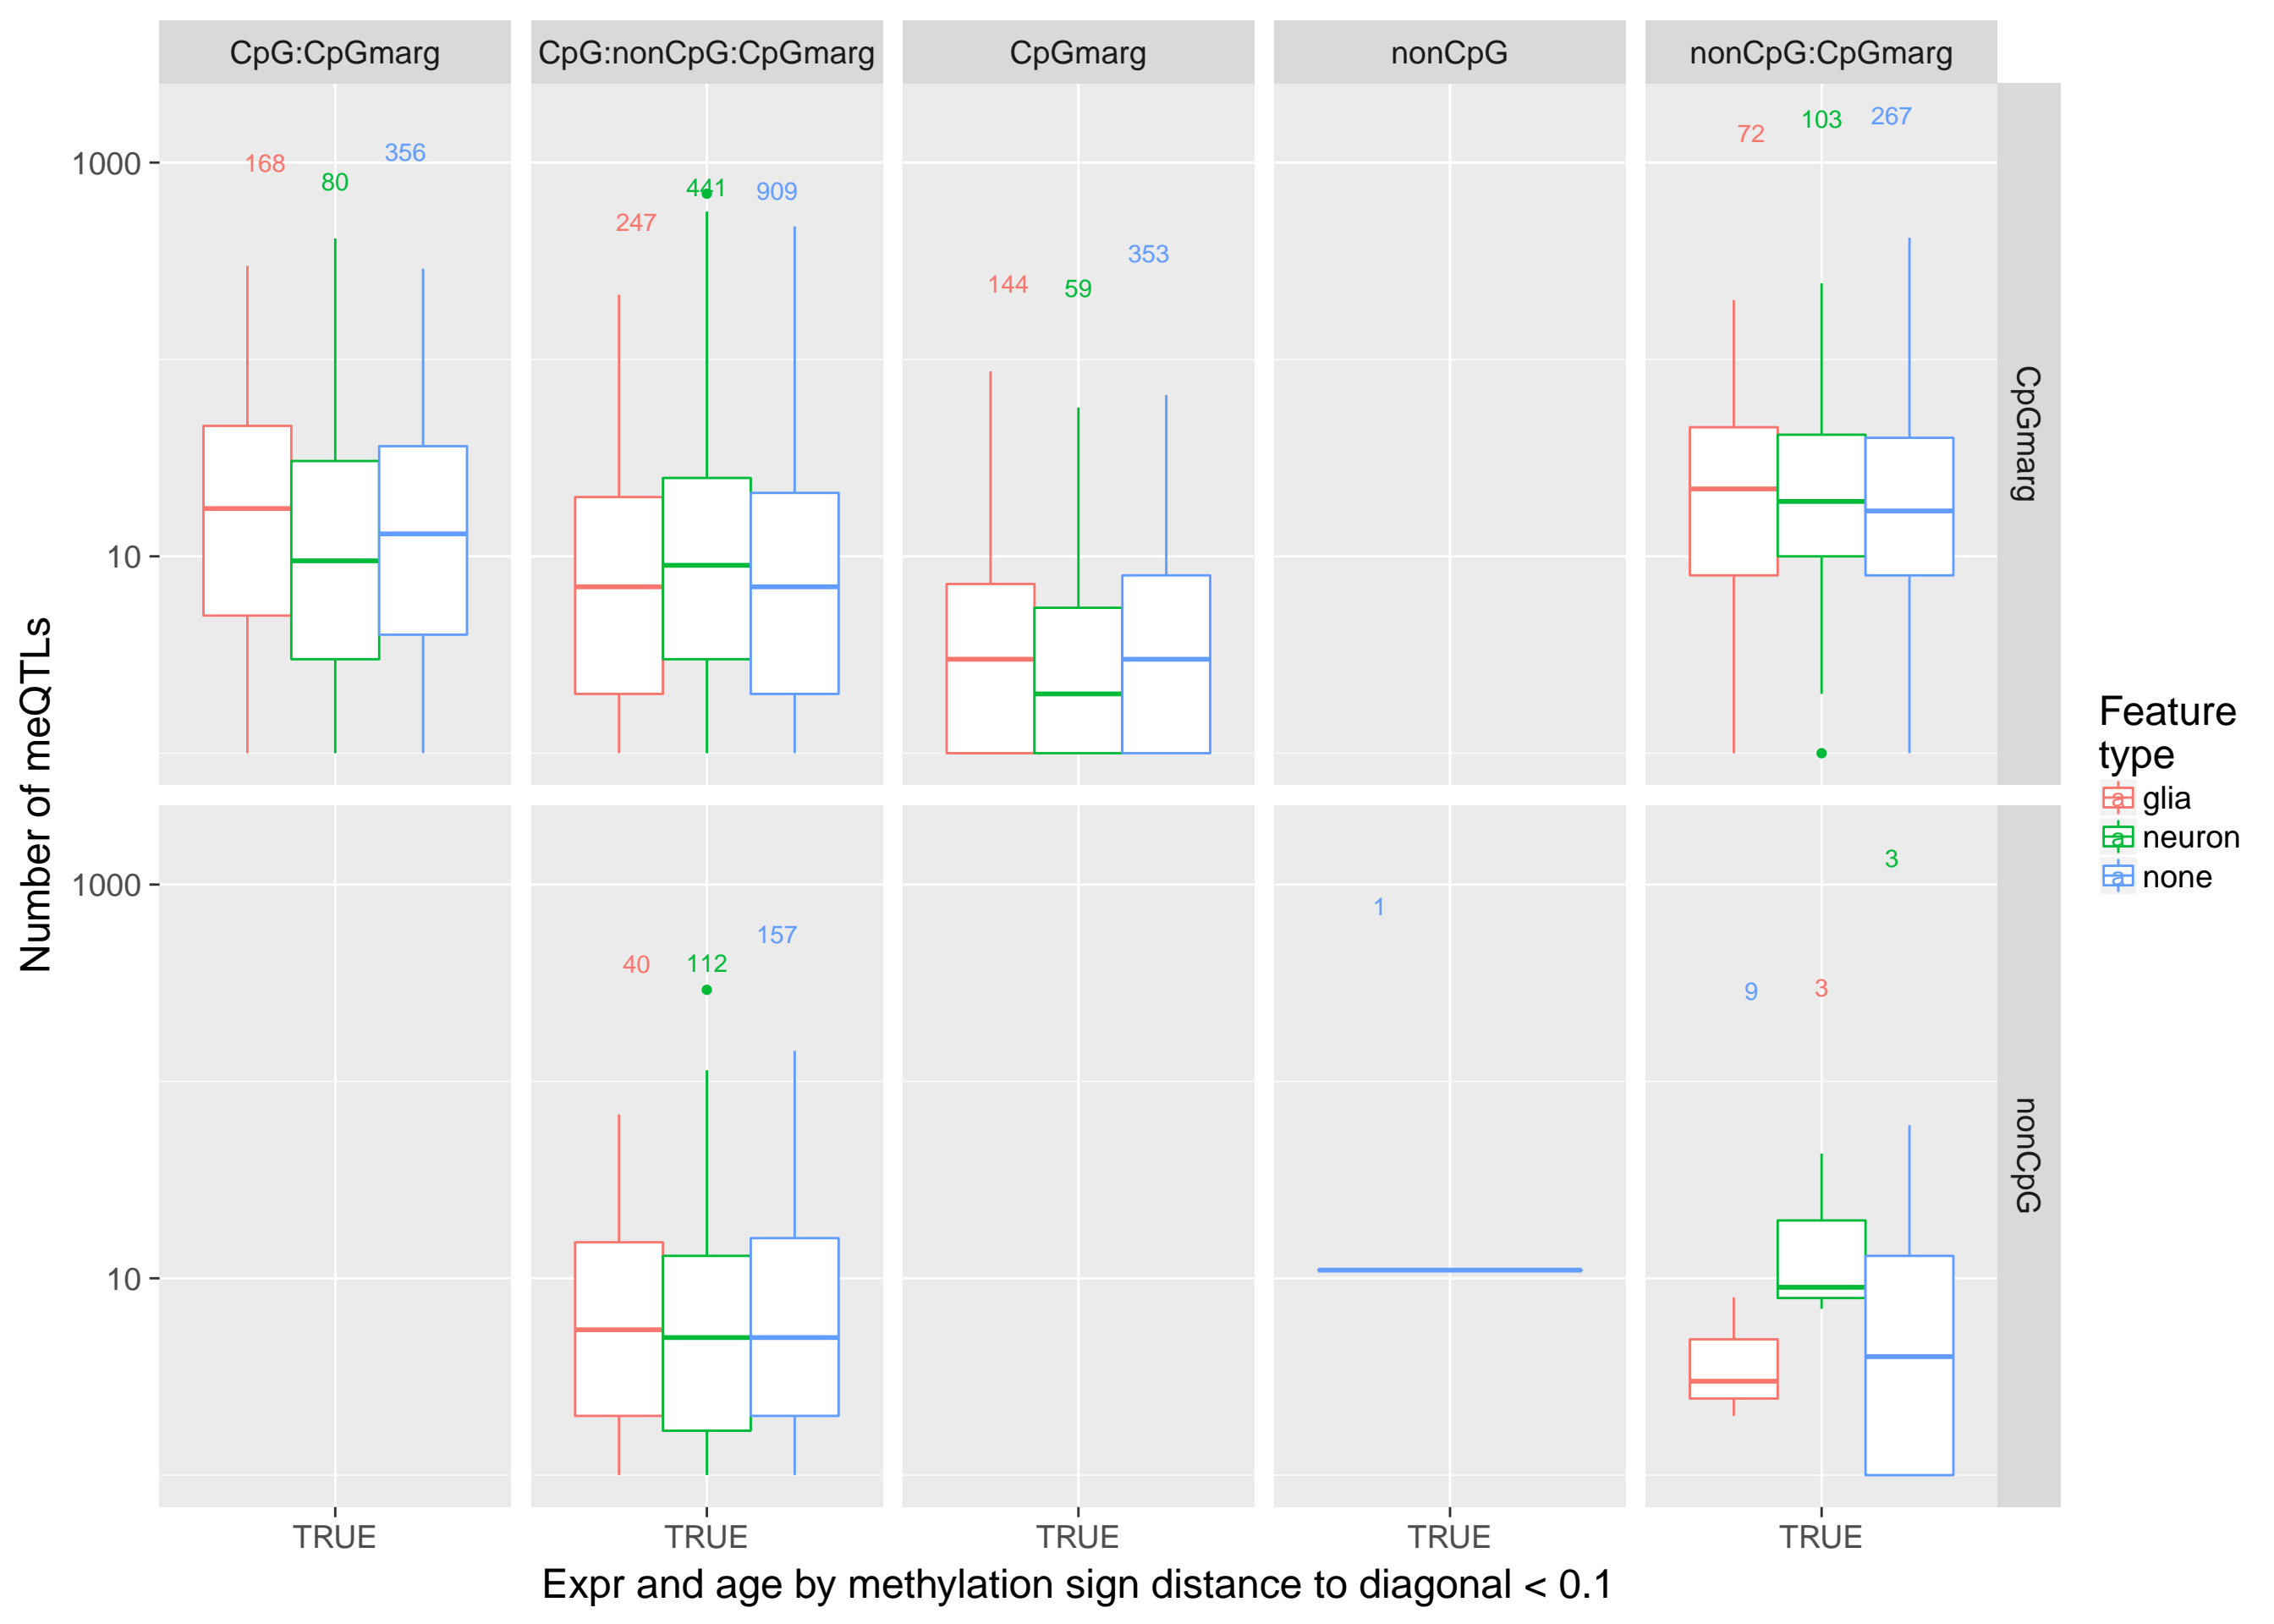 CpG:CpGmarg
CpG:nonCpG:CpGmarg
CpGmarg
nonCpG
nonCpG:CpGmarg
Number of meQTLs
1000
10
168
80
356
247
441
909
144
59
353
72
103
267
CpGmarg
1000
10
40
112
157
1
9
3
3
nonCpG
TRUE
TRUE
TRUE
TRUE
TRUE
Expr and age by methylation sign distance to diagonal < 0.1
Feature
type
a glia
a neuron
a none